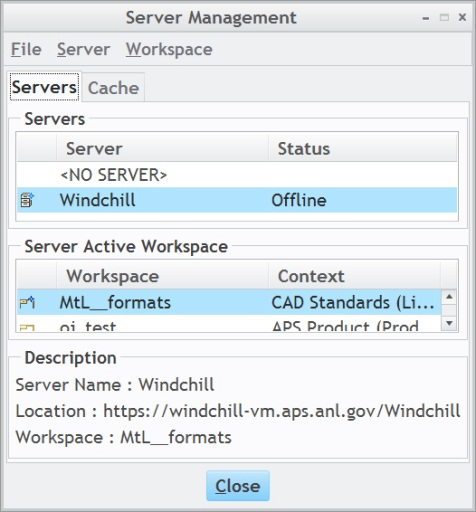 Server Management
File Server Workspace
Servers Cache
Servers
Server Status
<NO SERVER>
Windchill Offline
Server Active Workspace
Workspace Context
MtL__formats CAD Standards (Li...
oj_test APS Product (Prod
Description
Server Name : Windchill
Location : https://windchill-vm.aps.anl.gov/Windchill
Workspace : MtL__formats
Close